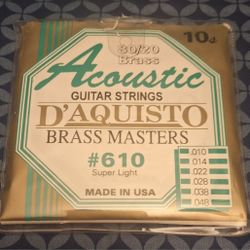 80/20
Brass
10J
Acoustic
GUITAR STRINGS
D'AQUISTO
BRASS MASTERS
#610
Super Light
MADE IN USA
.010
.014
.022
.028
.038
.048